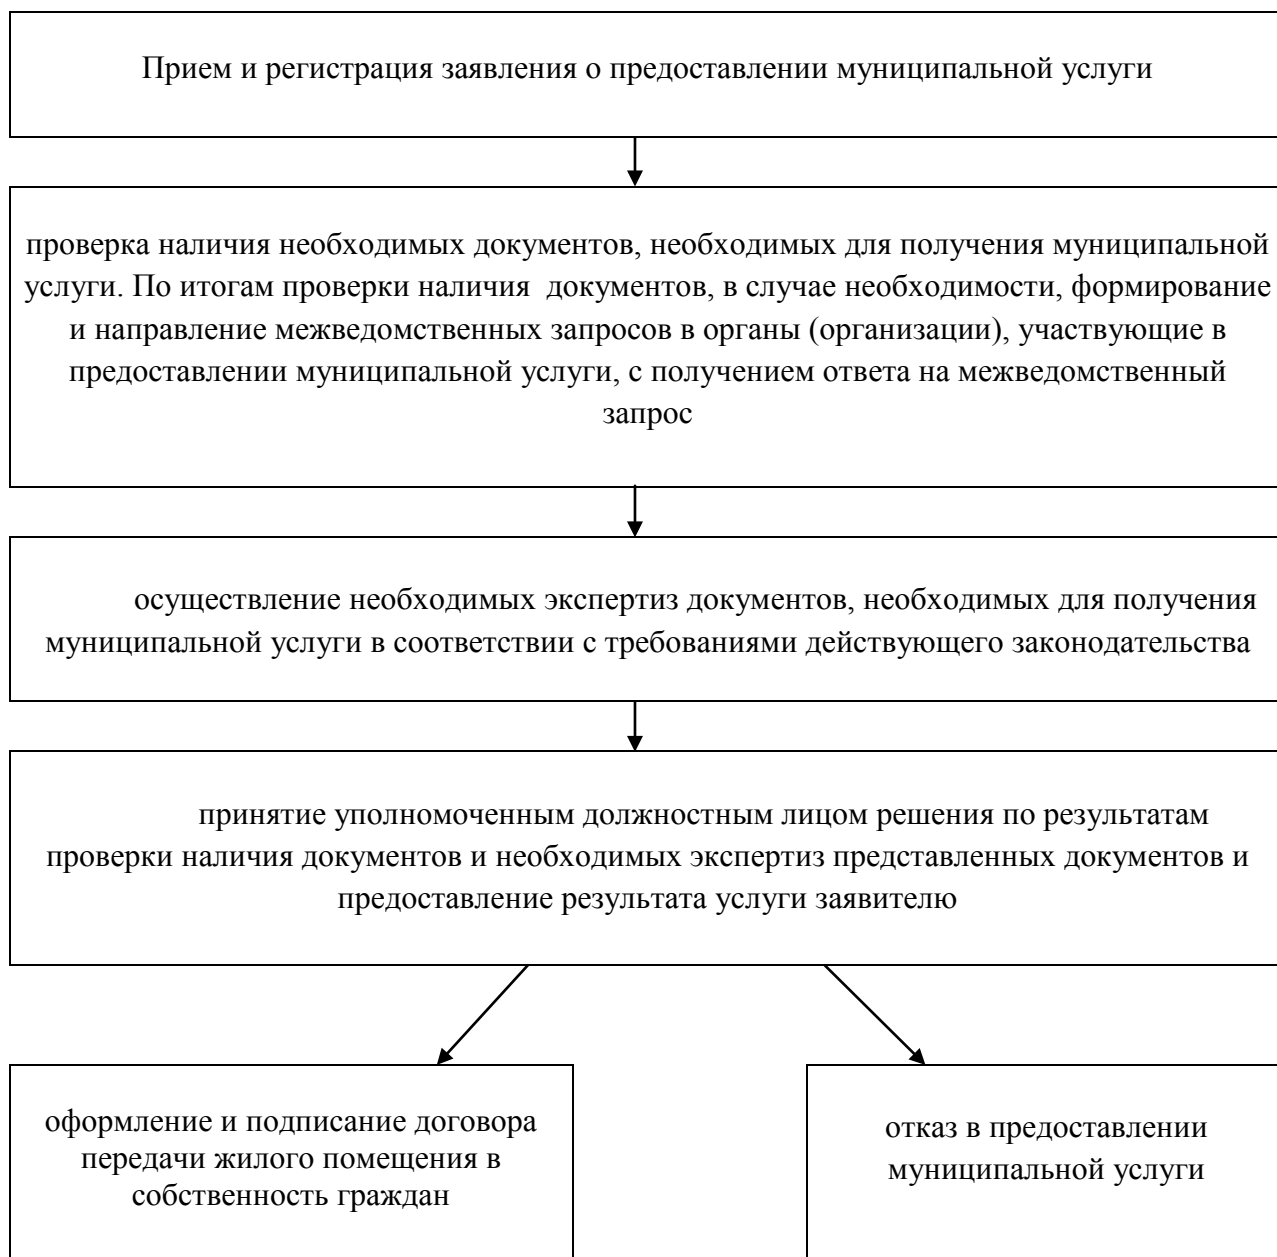 Прием и регистрация заявления о предоставлении муниципальной услуги
проверка наличия необходимых документов, необходимых для получения муниципальной
услуги. По итогам проверки наличия документов, в случае необходимости, формирование
и направление межведомственных запросов в органы (организации), участвующие в
предоставлении муниципальной услуги, с получением ответа на межведомственный
запрос
осуществление необходимых экспертиз документов, необходимых для получения
муниципальной услуги в соответствии с требованиями действующего законодательства
принятие уполномоченным должностным лицом решения по результатам
проверки наличия документов и необходимых экспертиз представленных документов и
предоставление результата услуги заявителю
оформление и подписание договора
передачи жилого помещения в
собственность граждан
отказ в предоставлении
муниципальной услуги